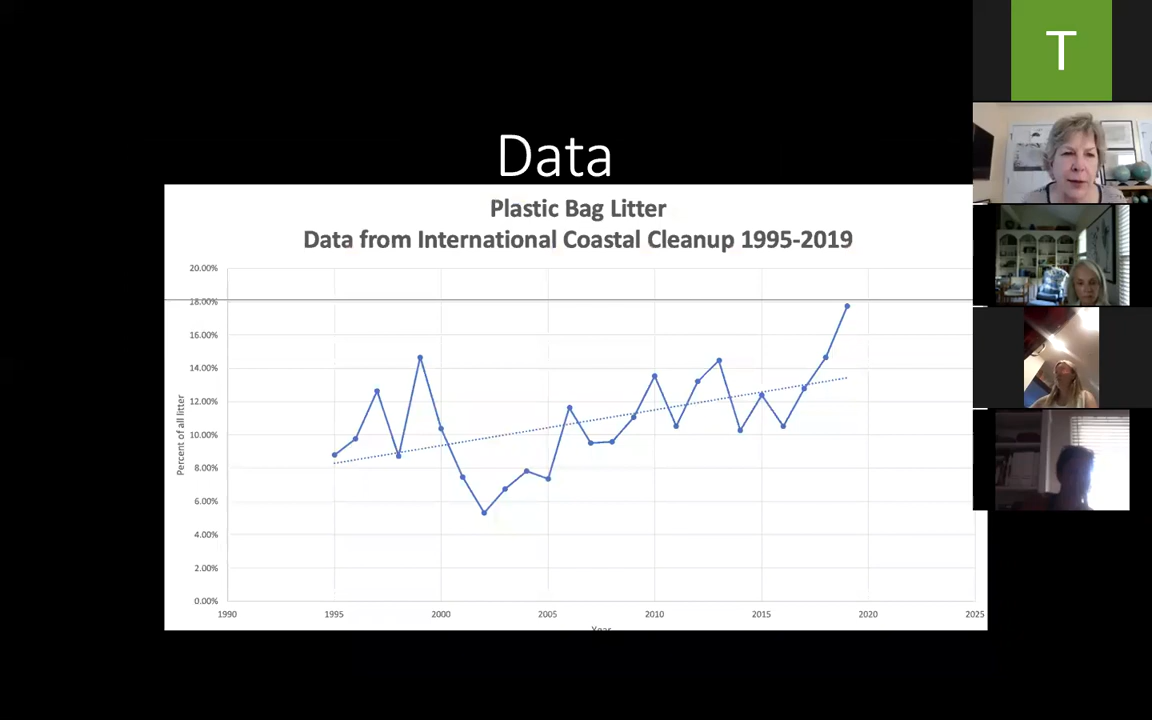 Data
Plastic Bag Litter
Data from International Coastal Cleanup 1995-2019
20.00%
18.00%
16.00%
14.00%
12.00%
10.00%
8.00%
6.00%
4.00%
2.00%
0.00%
Percent of all litter
1990 1995 2000 2005 2010 2015 2020 2025
Year
T